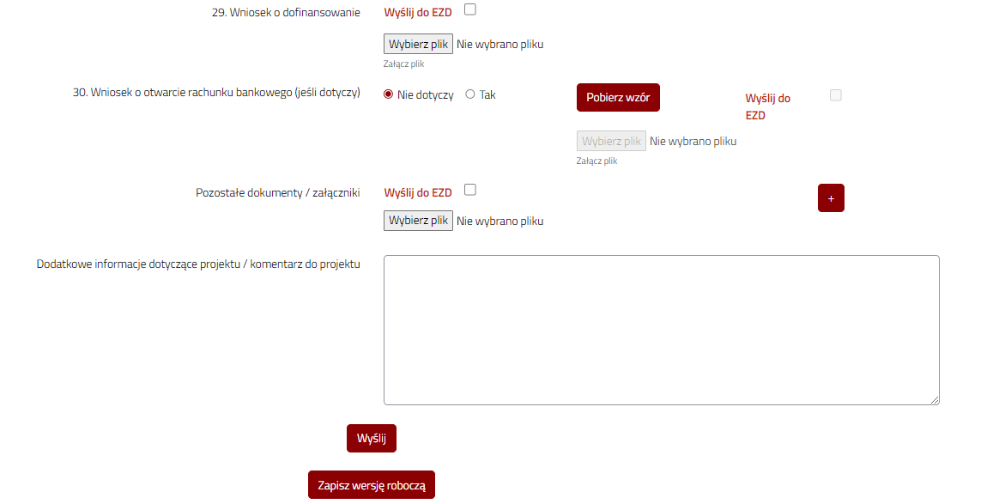 29. Wniosek o dofinansowanie
Wyślij do EZD
Wybierz plik Nie wybrano pliku
Załącz plik
30. Wniosek o otwarcie rachunku bankowego (jeśli dotyczy)
Nie dotyczy Tak
Pobierz wzór
Wyślij do
EZD
Wybierz plik Nie wybrano pliku
Załącz plik
Pozostałe dokumenty / załączniki
Wyślij do EZD
+
Wybierz plik Nie wybrano pliku
Dodatkowe informacje dotyczące projektu / komentarz do projektu
Wyślij
Zapisz wersję roboczą